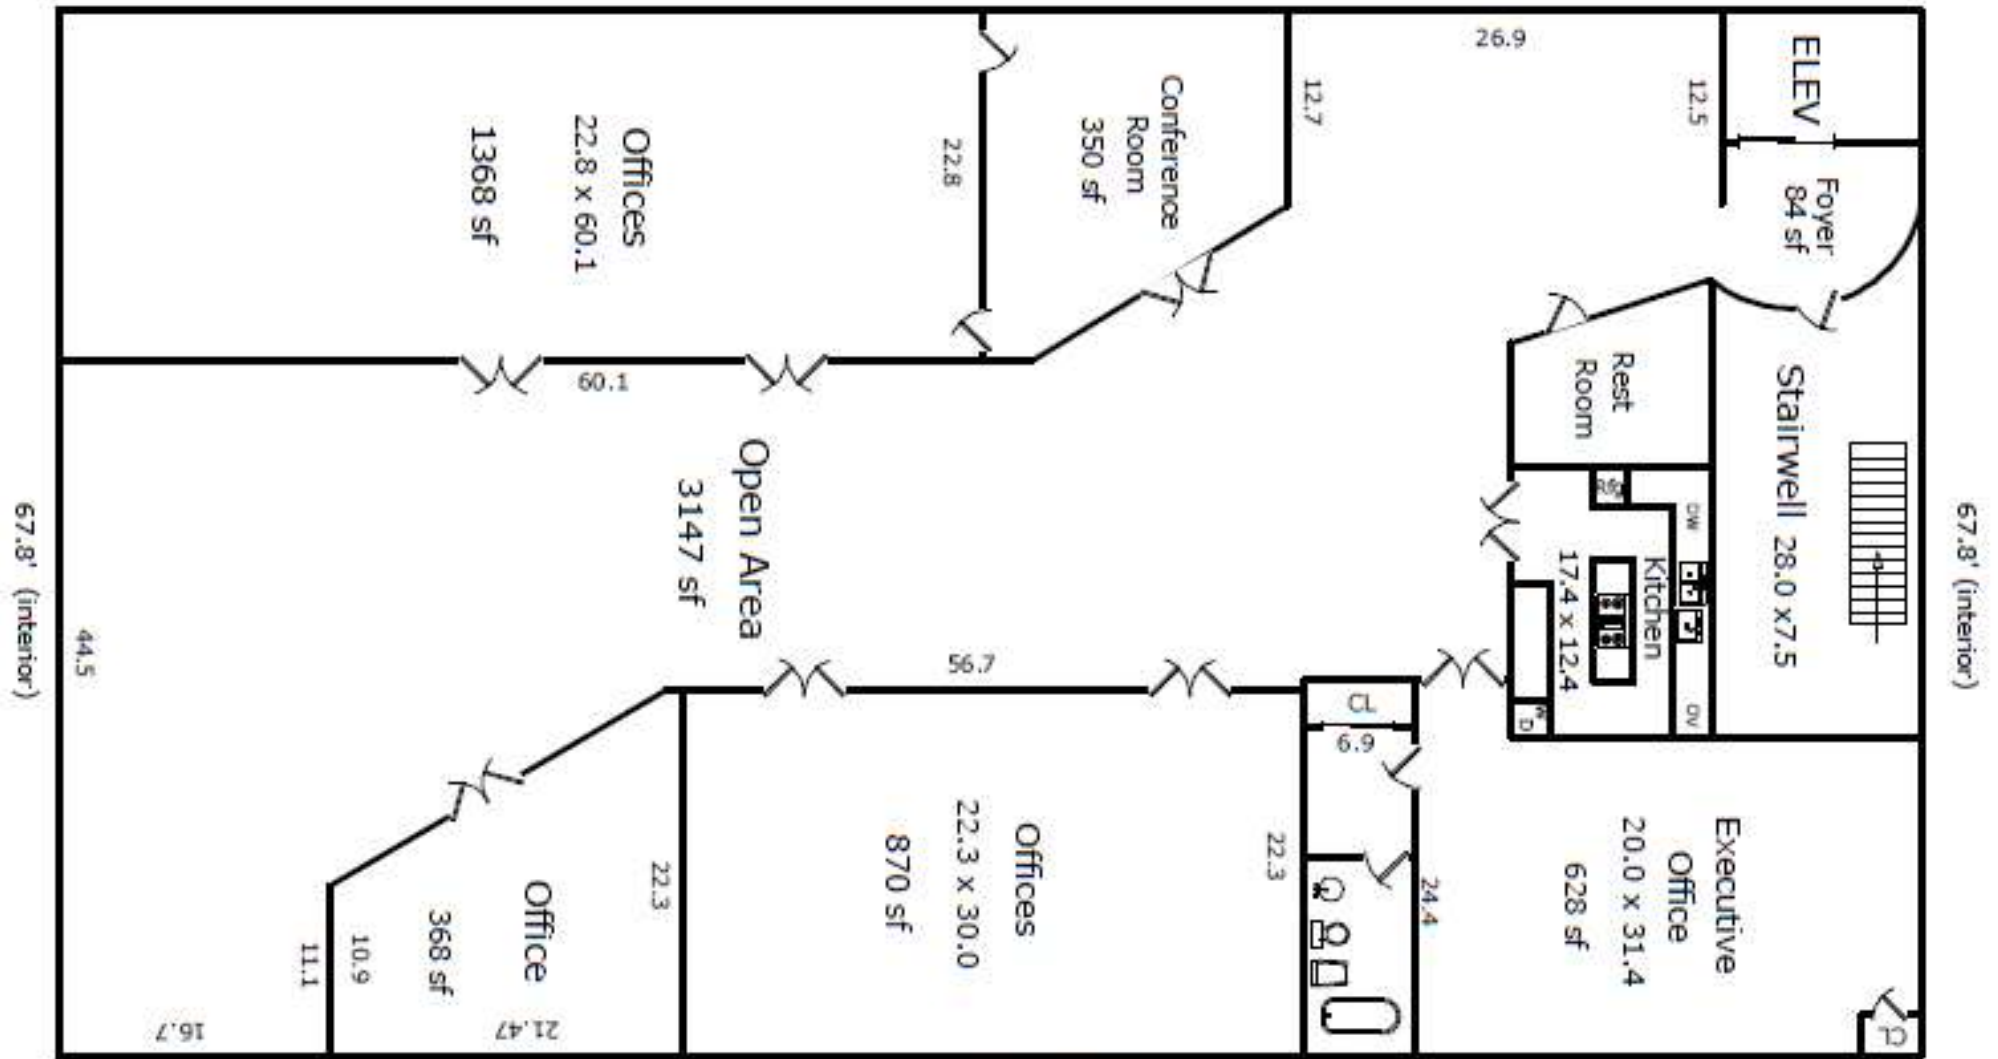 26.9
ELEV
12.7
12.5
Conference
Room
350 sf
Offices
22.8 x 60.1
1368 sf
22.8
Foyer
84 sf
60.1
Rest
Room
Stairwell 28.0 x7.5
Open Area
3147 sf
Rfg
DW
Kitchen
17.4 x 12.4
OV
W
D
67.8' (interior)
67.8' (interior)
44.5
56.7
CL
6.9
Offices
22.3 x 30.0
870 sf
22.3
22.3
24.4
Executive
Office
20.0 x 31.4
628 sf
Office
368 sf
10.9
11.1
16.7
21.47
CL